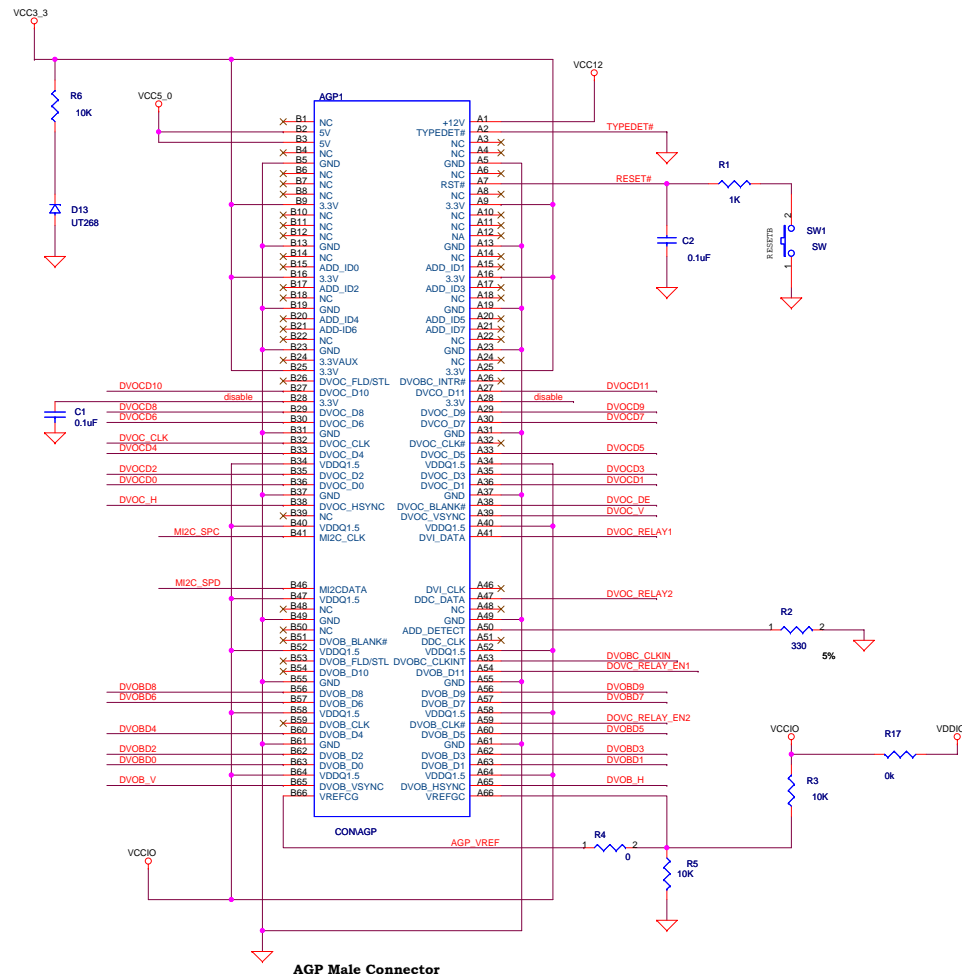 VCC3_3
VCC12
R6
10K
VCC5_0
AGP1
B1 NC +12V A1
B2 5V TYPEDET# A2 TYPEDET#
B3 5V NC A3
B4 NC NC A4
B5 GND GND A5
B6 NC NC A6
B7 NC RST# A7 RESET#
B8 NC NC A8
B9 3.3V 3.3V A9
B10 NC NC A10
B11 NC NC A11
B12 NC NA A12
B13 GND GND A13
B14 NC NC A14
B15 ADD_ID0 ADD_ID1 A15
B16 3.3V 3.3V A16
B17 ADD_ID2 ADD_ID3 A17
B18 NC NC A18
B19 GND GND A19
B20 ADD_ID4 ADD_ID5 A20
B21 ADD-ID6 ADD_ID7 A21
B22 NC NC A22
B23 GND GND A23
B24 3.3VAUX NC A24
B25 3.3V 3.3V A25
B26 DVOC_FLD/STL DVOBC_INTR# A26
DVOCD10 B27 DVOC_D10 DVCO_D11 A27 DVOCD11
disable B28 3.3V 3.3V A28 disable
DVOCD8 B29 DVOC_D8 DVOC_D9 A29 DVOCD9
DVOCD6 B30 DVOC_D6 DVCO_D7 A30 DVOCD7
B31 GND GND A31
DVOC_CLK B32 DVOC_CLK DVOC_CLK# A32
DVOCD4 B33 DVOC_D4 DVOC_D5 A33 DVOCD5
B34 VDDQ1.5 VDDQ1.5 A34
DVOCD2 B35 DVOC_D2 DVOC_D3 A35 DVOCD3
DVOCD0 B36 DVOC_D0 DVOC_D1 A36 DVOCD1
B37 GND GND A37
DVOC_H B38 DVOC_HSYNC DVOC_BLANK# A38 DVOC_DE
B39 NC DVOC_VSYNC A39 DVOC_V
B40 VDDQ1.5 VDDQ1.5 A40
MI2C_SPC B41 MI2C_CLK DVI_DATA A41 DVOC_RELAY1
MI2C_SPD B46 MI2CDATA DVI_CLK A46
B47 VDDQ1.5 DDC_DATA A47 DVOC_RELAY2
B48 NC NC A48
B49 GND GND A49
B50 NC ADD_DETECT A50
B51 DVOB_BLANK# DDC_CLK A51
B52 VDDQ1.5 VDDQ1.5 A52
B53 DVOB_FLD/STL DVOBC_CLKINT A53 DVOBC_CLKIN
B54 DVOB_D10 DVOB_D11 A54 DOVC_RELAY_EN1
B55 GND GND A55
DVOBD8 B56 DVOB_D8 DVOB_D9 A56 DVOBD9
DVOBD6 B57 DVOB_D6 DVOB_D7 A57 DVOBD7
B58 VDDQ1.5 VDDQ1.5 A58
B59 DVOB_CLK DVOB_CLK# A59 DOVC_RELAY_EN2
DVOBD4 B60 DVOB_D4 DVOB_D5 A60 DVOBD5
B61 GND GND A61
DVOBD2 B62 DVOB_D2 DVOB_D3 A62 DVOBD3
DVOBD0 B63 DVOB_D0 DVOB_D1 A63 DVOBD1
B64 VDDQ1.5 VDDQ1.5 A64
DVOB_V B65 DVOB_VSYNC DVOB_HSYNC A65 DVOB_H
B66 VREFCG VREFGC A66
CON\AGP
D13
UT268
C1
0.1uF
R1
1K
C2
0.1uF
RESETB
2
1
SW1
SW
R2
1 2
330
5%
VCCIO
R17
0k
VDDIO
R3
10K
AGP_VREF
R4
1 2
0
R5
10K
VCCIO
AGP Male Connector